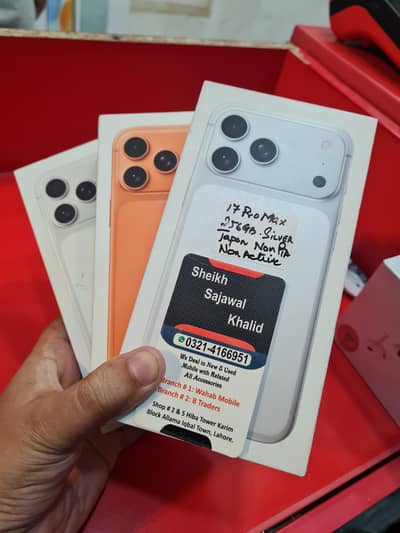 17 Pro Max
256GB. SILVER
Japan Non PTA
Non Active
Sheikh
Sajawal
Khalid
0321-4166951
We Deal in New & Used
Mobile with Related
All Accessories
Branch # 1: Wahab Mobile
Branch # 2: B Traders
Shop # 2 & 5 Hiba Tower Karim
Block Allama Iqbal Town, Lahore.